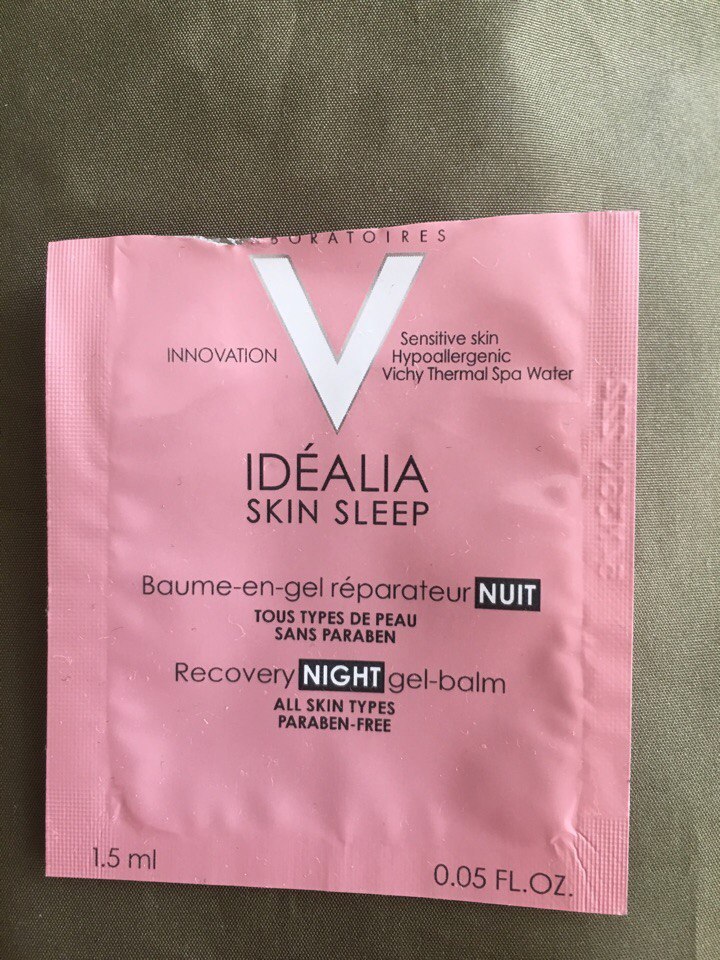 BORATOIRES
V
INNOVATION
Sensitive skin
Hypoallergenic
Vichy Thermal Spa Water
IDÉALIA
SKIN SLEEP
Baume-en-gel réparateur NUIT
TOUS TYPES DE PEAU
SANS PARABEN
Recovery NIGHT gel-balm
ALL SKIN TYPES
PARABEN-FREE
1.5 ml
0.05 FL.OZ.